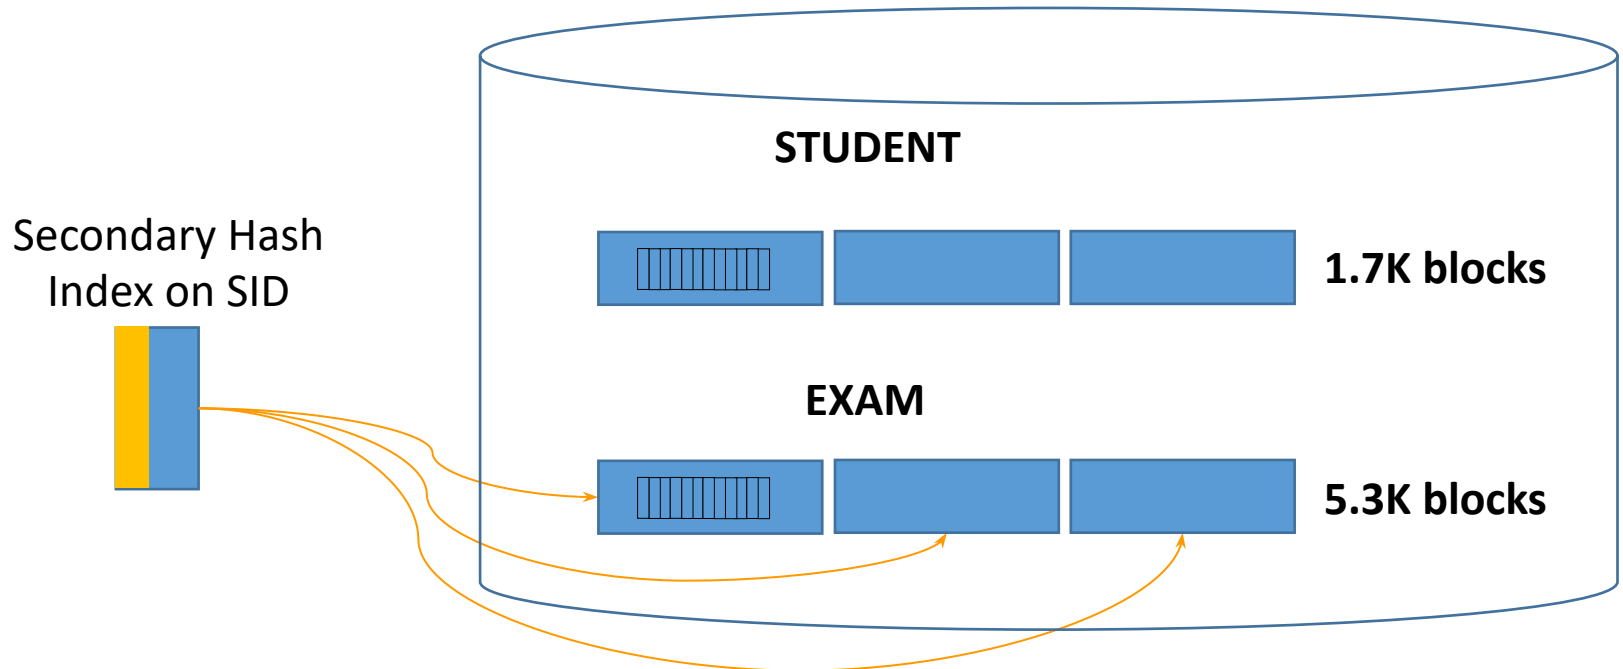 STUDENT
Secondary Hash
Index on SID
1.7K blocks
EXAM
5.3K blocks